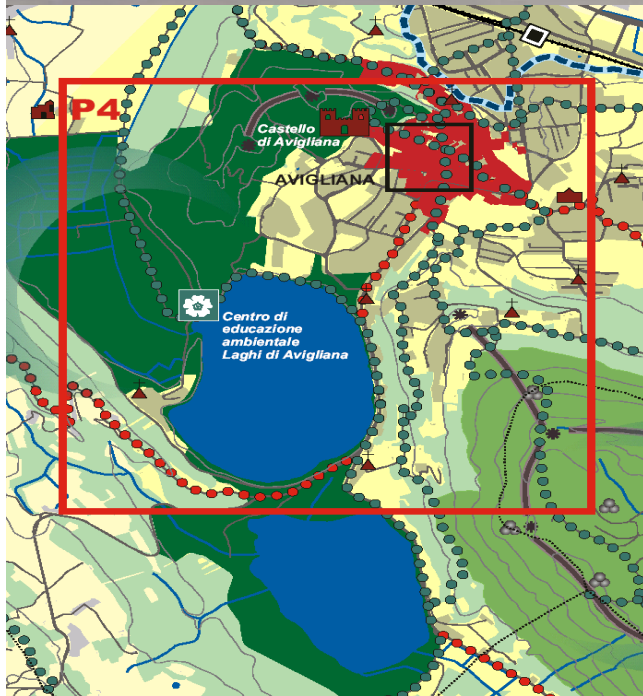 P4
Castello
di Avigliana
AVIGLIANA
Centro di
educazione
ambientale
Laghi di Avigliana